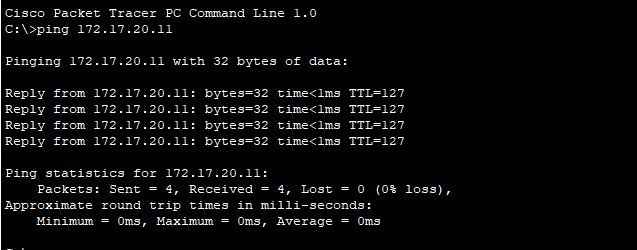 Cisco Packet Tracer PC Command Line 1.0
C:\>ping 172.17.20.11
Pinging 172.17.20.11 with 32 bytes of data:
Reply from 172.17.20.11: bytes=32 time<1ms TTL=127
Reply from 172.17.20.11: bytes=32 time<1ms TTL=127
Reply from 172.17.20.11: bytes=32 time<1ms TTL=127
Reply from 172.17.20.11: bytes=32 time<1ms TTL=127
Ping statistics for 172.17.20.11:
Packets: Sent = 4, Received = 4, Lost = 0 (0% loss),
Approximate round trip times in milli-seconds:
Minimum = 0ms, Maximum = 0ms, Average = 0ms